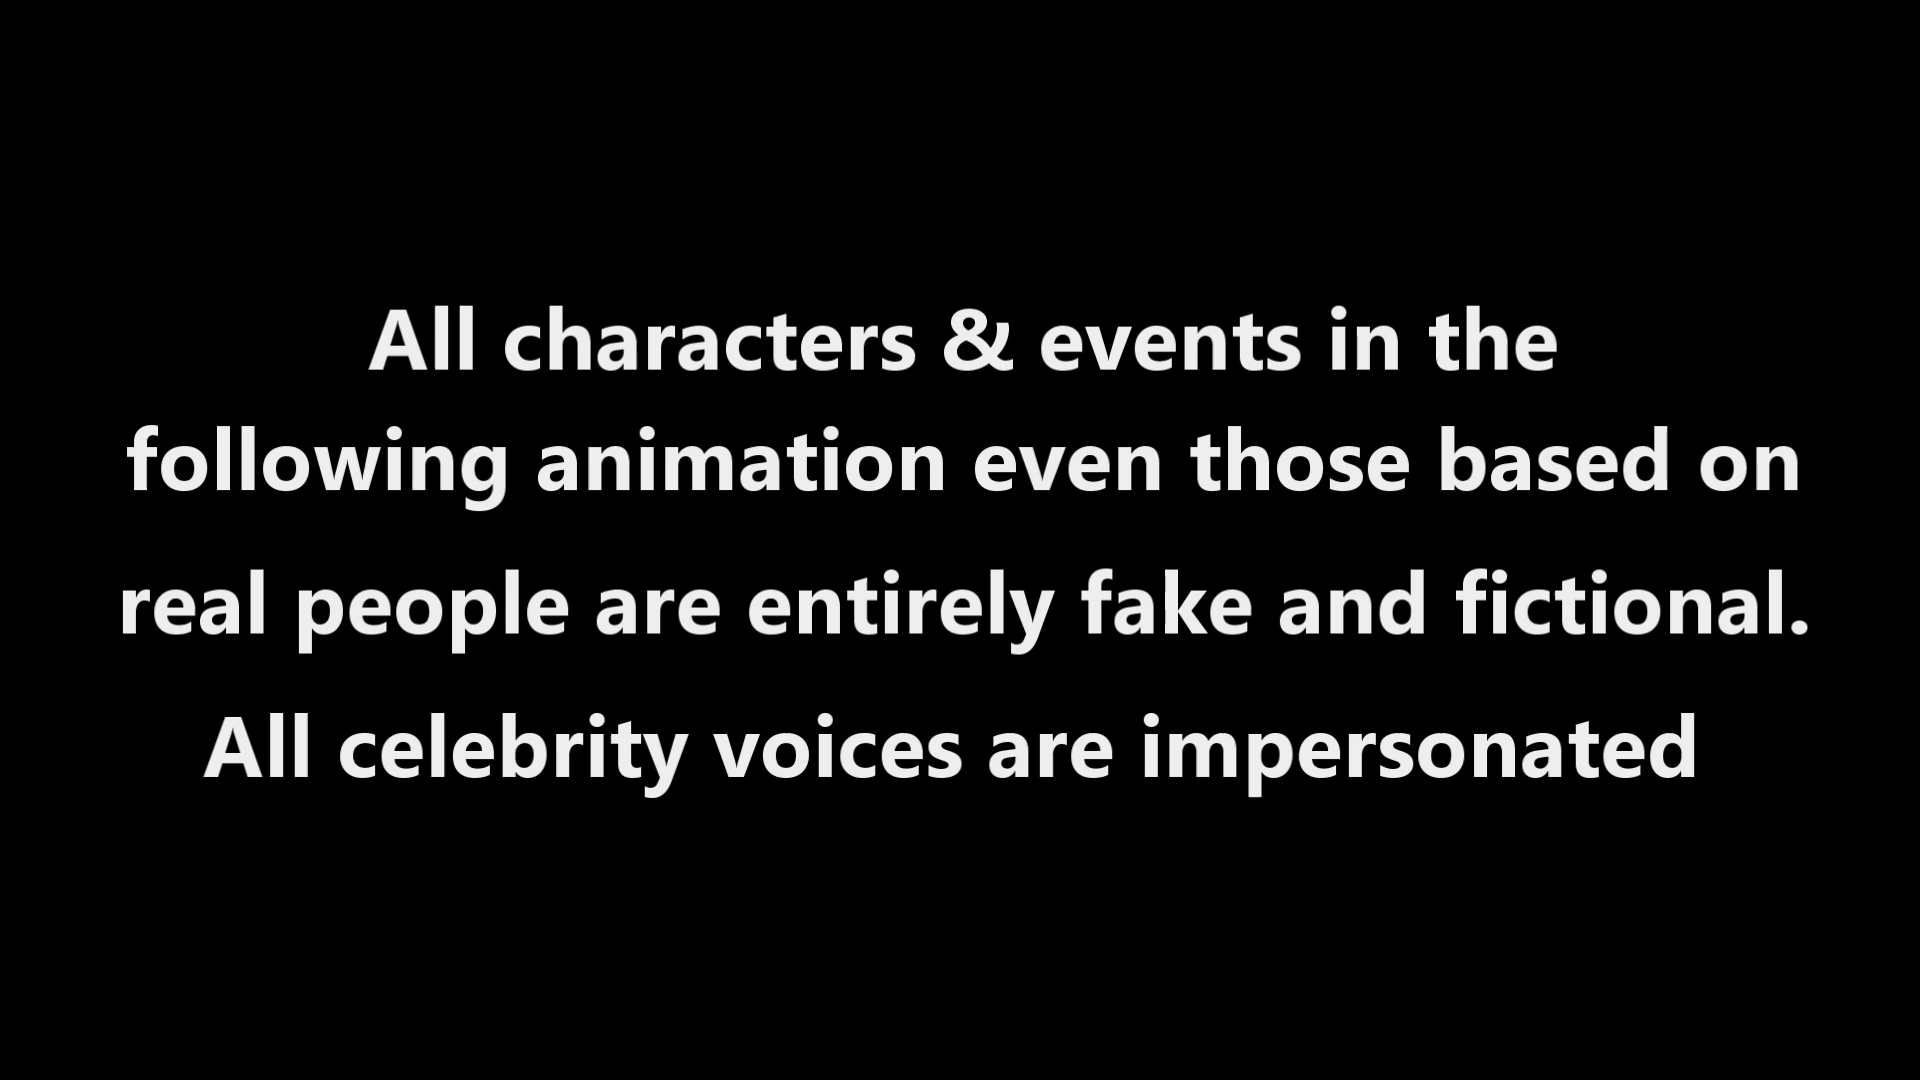 All characters & events in the
following animation even those based on
real people are entirely fake and fictional.
All celebrity voices are impersonated